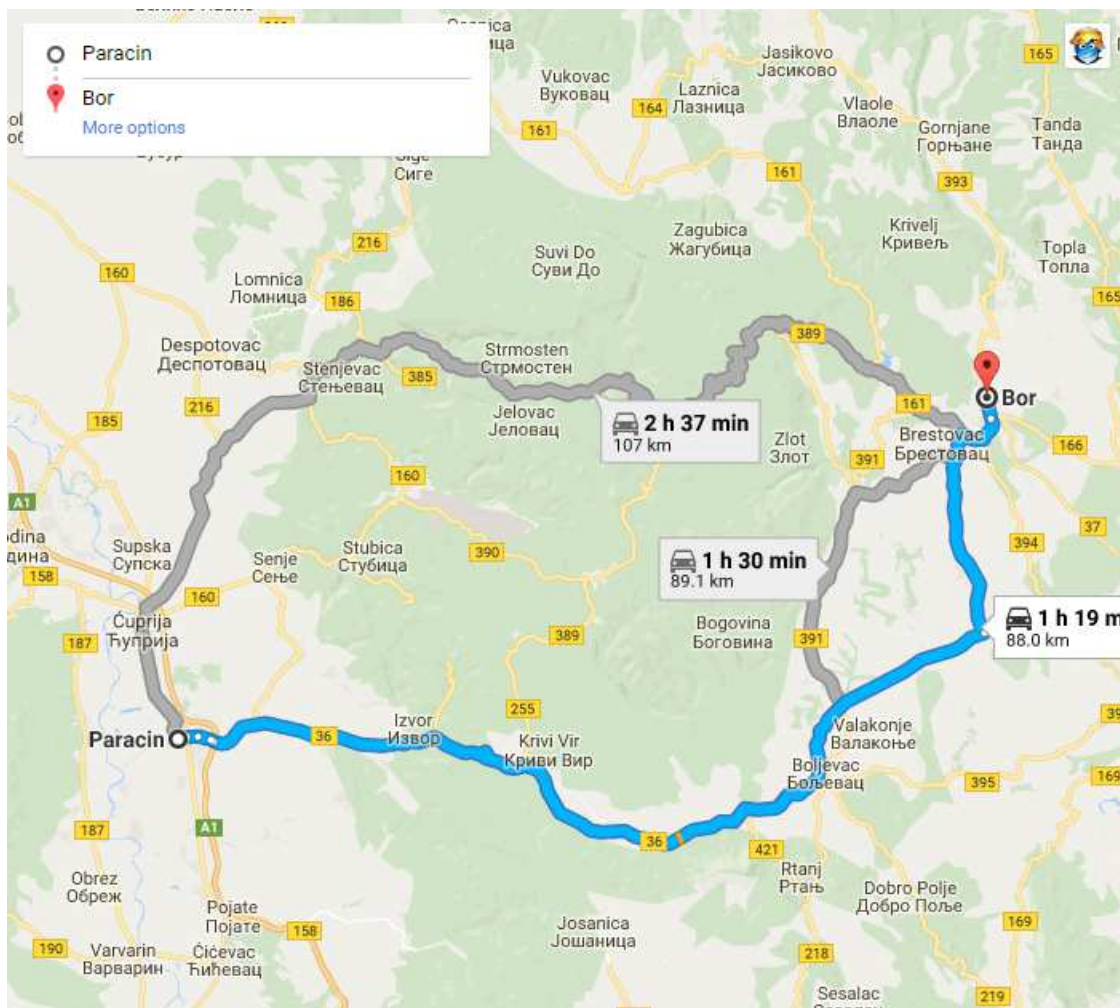 Paracin
Bor
More options
Jasikovo
Јасиково
165
Vukovac
Вуковац
164
Laznica
Лазница
Vlaole
Влаоле
161
Gornjane
Горњане
Tanda
Танда
Сиге
161
393
Zagubica
Жагубица
Krivelj
Кривељ
216
Suvi Do
Суви До
Topla
Топла
160
Lomnica
Ломница
165
186
389
Despotovac
Деспотовац
Strmosten
Стрмостен
Stenjevac
Стењевац
385
Bor
216
Jelovac
Јеловац
161
185
2 h 37 min
107 km
Zlot
Злот
Brestovac
Брестовац
166
391
160
A1
37
Supska
Супска
Senje
Сење
Stubica
Стубица
390
394
158
1 h 30 min
89.1 km
160
Ćuprija
Ћуприја
187
389
Bogovina
Боговина
391
1 h 19 m
88.0 km
255
Paracin
36
Izvor
Извор
Krivi Vir
Криви Вир
Valakonje
Валакоње
Boljevac
Бољевац
395
169
187
A1
36
421
Rtanj
Ртањ
Obrez
Обреж
Dobro Polje
Добро Поље
Pojate
Појате
158
Josanica
Јошаница
169
190
Varvarin
Варварин
Ćićevac
Ћићевац
218
Sesalac
219